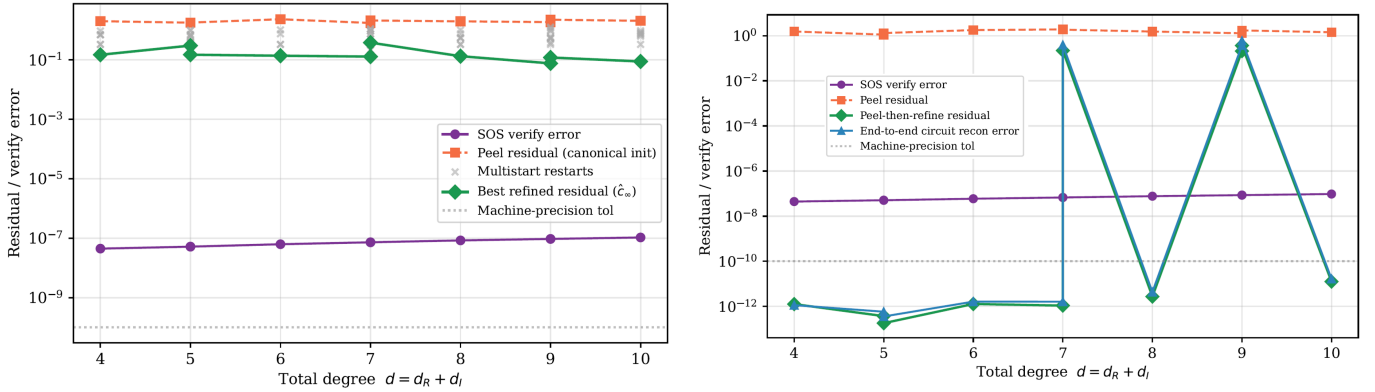 Residual / verify error
10⁻¹
10⁻³
10⁻⁵
10⁻⁷
10⁻⁹
SOS verify error
Peel residual (canonical init)
Multistart restarts
Best refined residual (ĉ∞)
Machine-precision tol
4 5 6 7 8 9 10
Total degree d = d_R + d_I
Residual / verify error
10⁰
10⁻²
10⁻⁴
10⁻⁶
10⁻⁸
10⁻¹⁰
10⁻¹²
SOS verify error
Peel residual
Peel-then-refine residual
End-to-end circuit recon error
Machine-precision tol
4 5 6 7 8 9 10
Total degree d = d_R + d_I